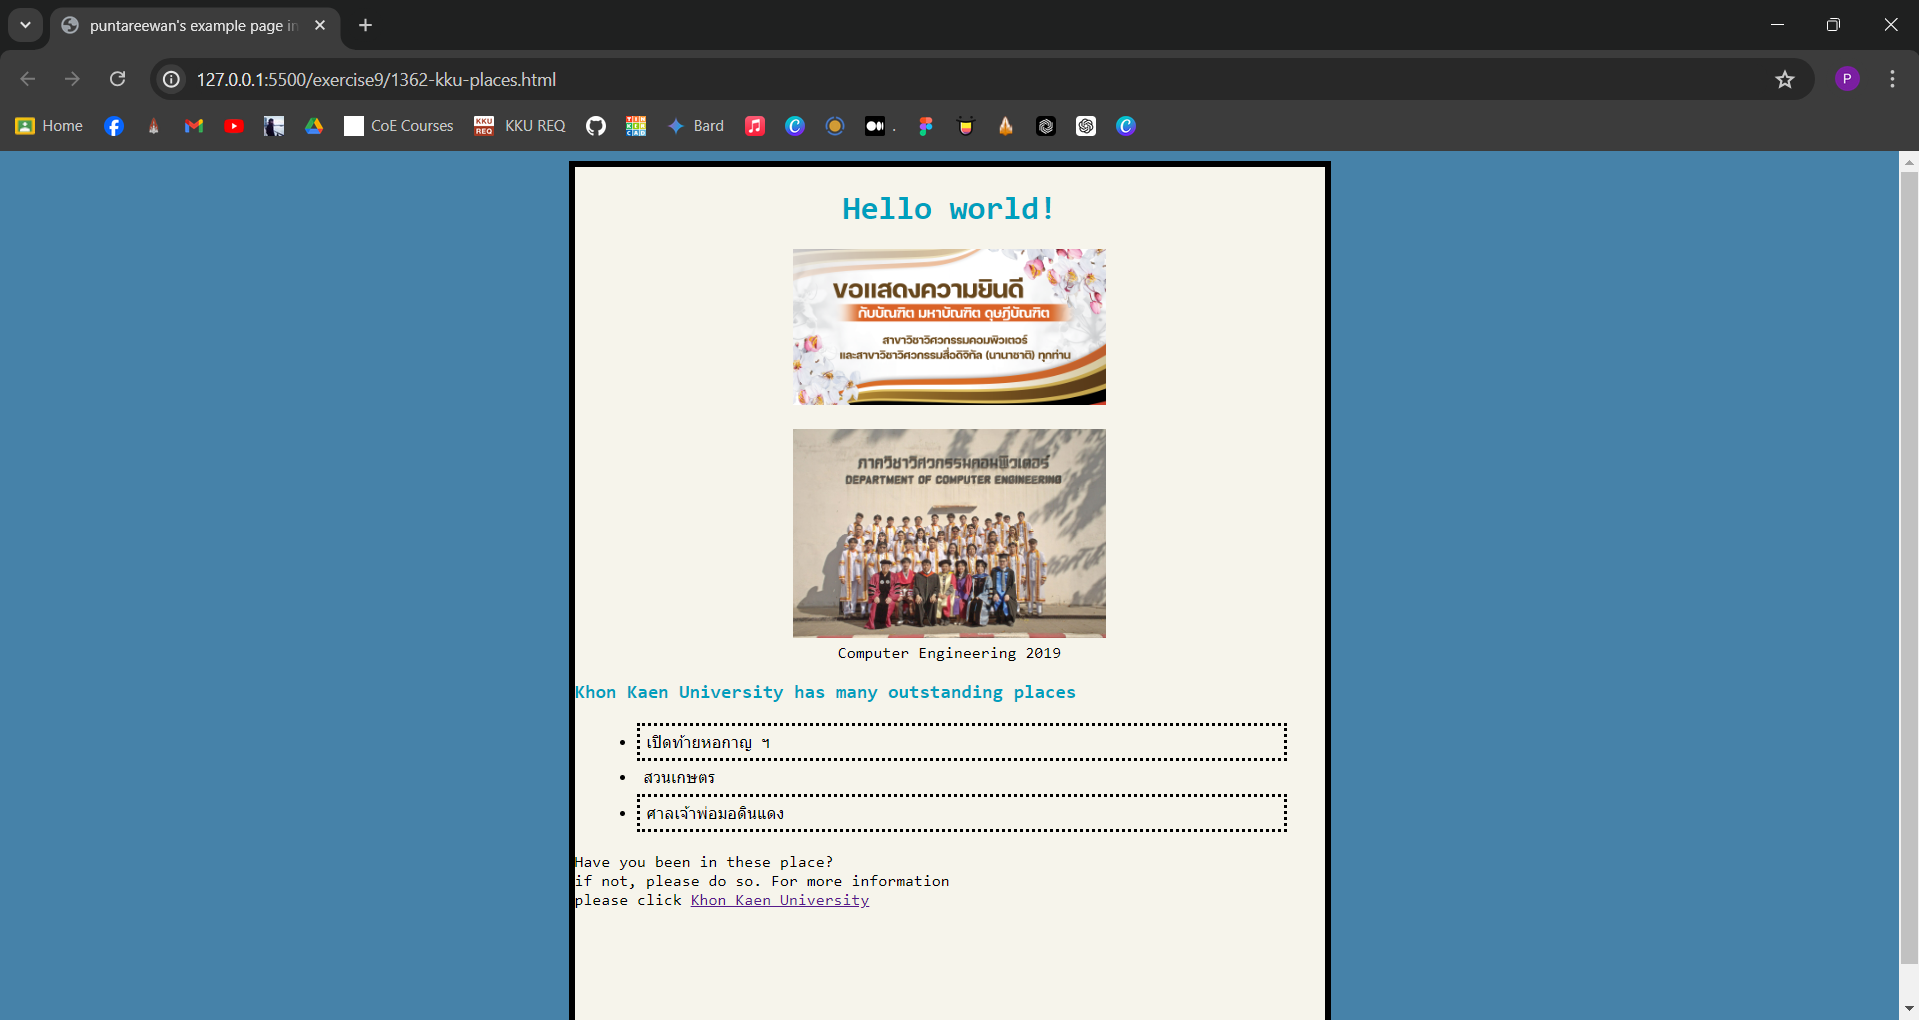 puntareewan's example page in
127.0.0.1:5500/exercise9/1362-kku-places.html
P
Home
CoE Courses
KKU
REQ
KKU REQ
Bard
.
Hello world!
ขอแสดงความยินดี
กับบัณฑิต มหาบัณฑิต ดุษฎีบัณฑิต
สาขาวิชาวิศวกรรมคอมพิวเตอร์
และสาขาวิชาวิศวกรรมสื่อดิจิทัล (นานาชาติ) ทุกท่าน
ภาควิชาวิศวกรรมคอมพิวเตอร์
DEPARTMENT OF COMPUTER ENGINEERING
Computer Engineering 2019
Khon Kaen University has many outstanding places
• เปิดท้ายหอกาญ ฯ
• สวนเกษตร
• ศาลเจ้าพ่อมอดินแดง
Have you been in these place?
if not, please do so. For more information
please click Khon Kaen University